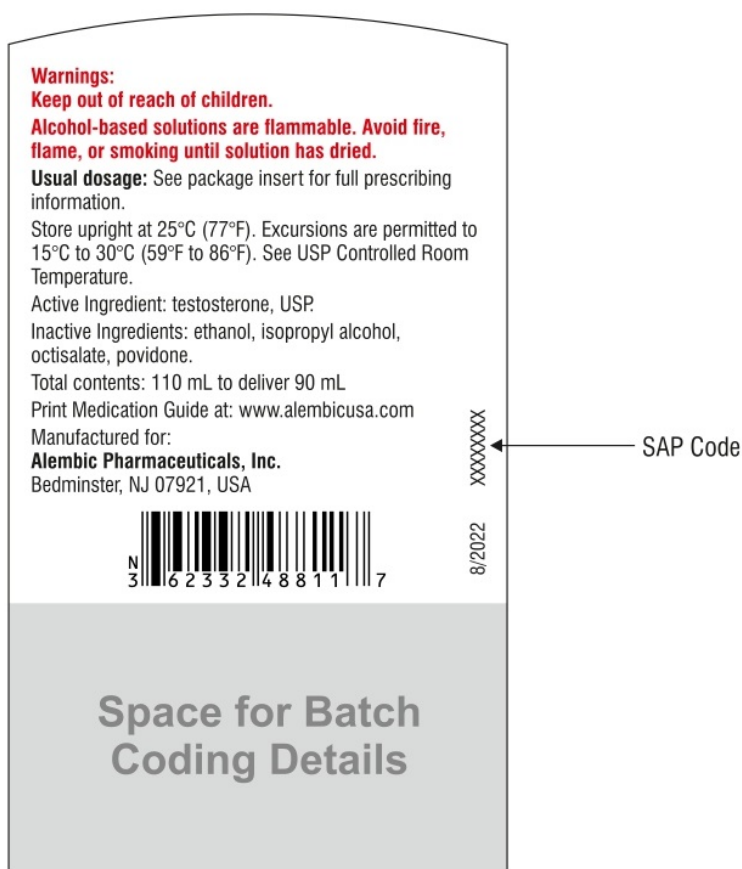 Warnings:
Keep out of reach of children.
Alcohol-based solutions are flammable. Avoid fire,
flame, or smoking until solution has dried.
Usual dosage: See package insert for full prescribing
information.
Store upright at 25°C (77°F). Excursions are permitted to
15°C to 30°C (59°F to 86°F). See USP Controlled Room
Temperature.
Active Ingredient: testosterone, USP.
Inactive Ingredients: ethanol, isopropyl alcohol,
octisalate, povidone.
Total contents: 110 mL to deliver 90 mL
Print Medication Guide at: www.alembicusa.com
Manufactured for:
Alembic Pharmaceuticals, Inc.
Bedminster, NJ 07921, USA
N
3 62332 48811 7
8/2022 XXXXXXXX
SAP Code
Space for Batch
Coding Details